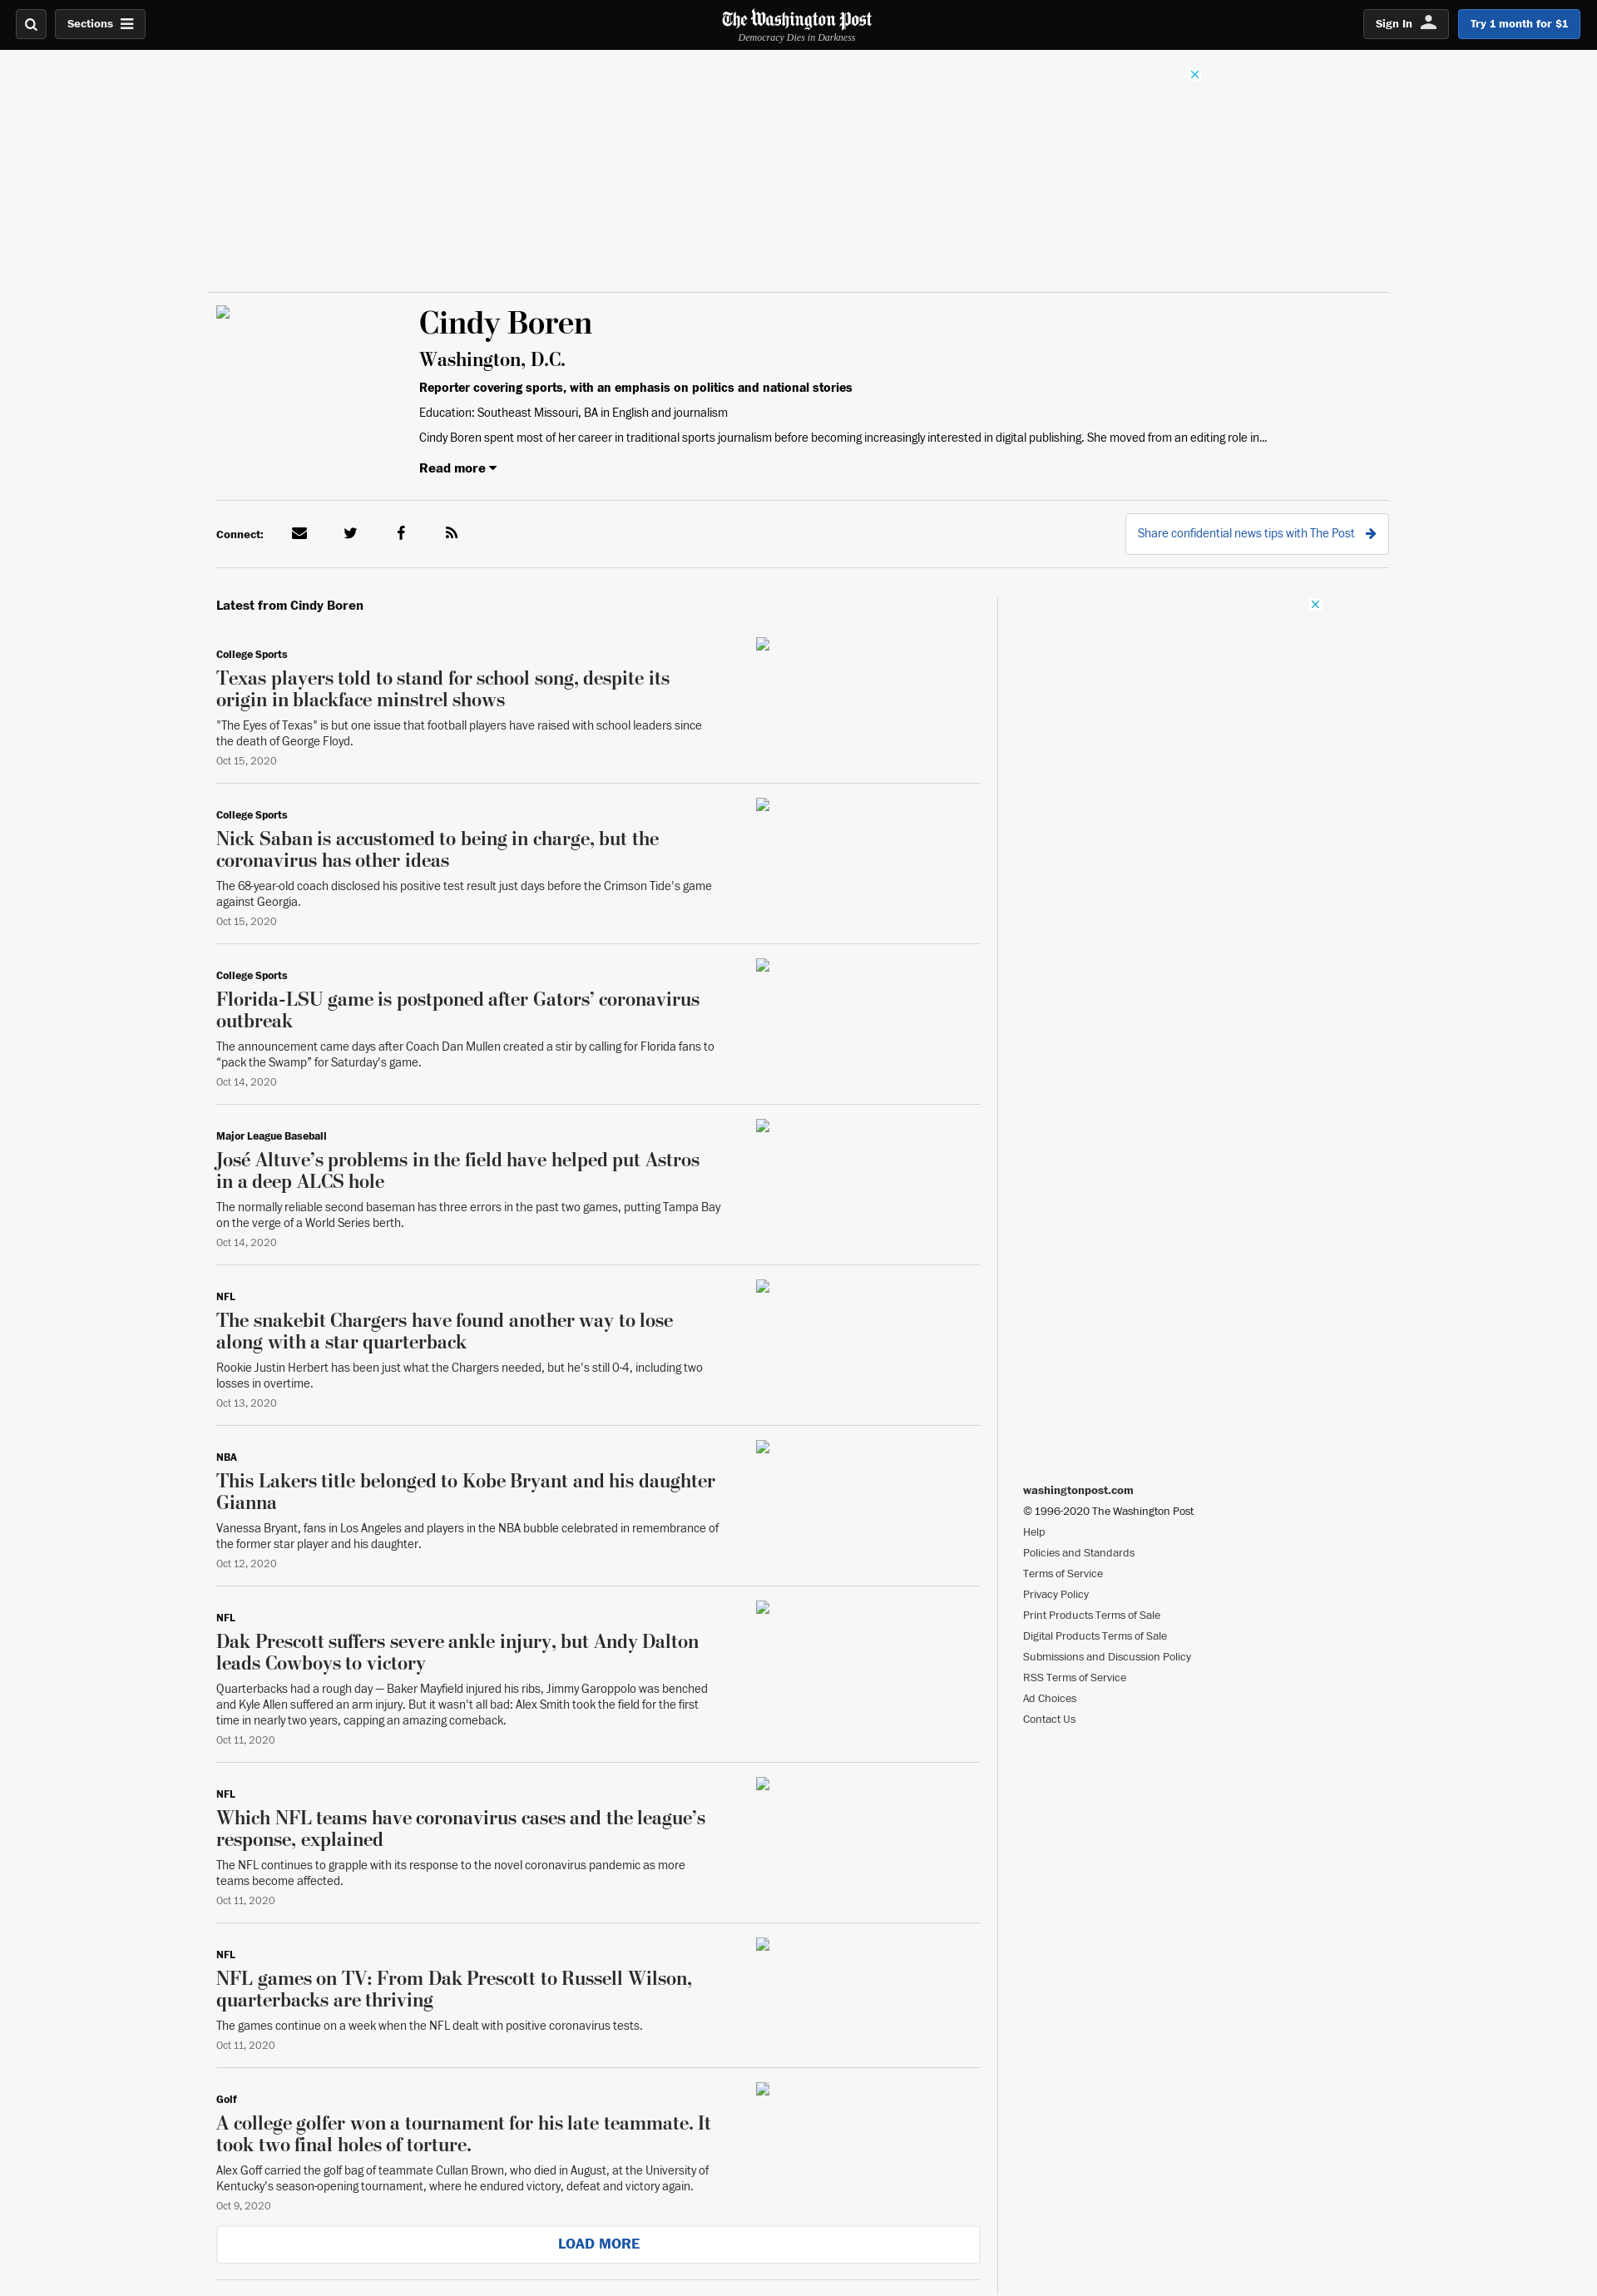 Sections
The Washington Post
Democracy Dies in Darkness
Sign In
Try 1 month for $1
Cindy Boren
Washington, D.C.
Reporter covering sports, with an emphasis on politics and national stories
Education: Southeast Missouri, BA in English and journalism
Cindy Boren spent most of her career in traditional sports journalism before becoming increasingly interested in digital publishing. She moved from an editing role in...
Read more
Connect:
Share confidential news tips with The Post
Latest from Cindy Boren
College Sports
Texas players told to stand for school song, despite its
origin in blackface minstrel shows
"The Eyes of Texas" is but one issue that football players have raised with school leaders since
the death of George Floyd.
Oct 15, 2020
College Sports
Nick Saban is accustomed to being in charge, but the
coronavirus has other ideas
The 68-year-old coach disclosed his positive test result just days before the Crimson Tide's game
against Georgia.
Oct 15, 2020
College Sports
Florida-LSU game is postponed after Gators’ coronavirus
outbreak
The announcement came days after Coach Dan Mullen created a stir by calling for Florida fans to
“pack the Swamp” for Saturday's game.
Oct 14, 2020
Major League Baseball
José Altuve’s problems in the field have helped put Astros
in a deep ALCS hole
The normally reliable second baseman has three errors in the past two games, putting Tampa Bay
on the verge of a World Series berth.
Oct 14, 2020
NFL
The snakebit Chargers have found another way to lose
along with a star quarterback
Rookie Justin Herbert has been just what the Chargers needed, but he's still 0-4, including two
losses in overtime.
Oct 13, 2020
NBA
This Lakers title belonged to Kobe Bryant and his daughter
Gianna
Vanessa Bryant, fans in Los Angeles and players in the NBA bubble celebrated in remembrance of
the former star player and his daughter.
Oct 12, 2020
NFL
Dak Prescott suffers severe ankle injury, but Andy Dalton
leads Cowboys to victory
Quarterbacks had a rough day — Baker Mayfield injured his ribs, Jimmy Garoppolo was benched
and Kyle Allen suffered an arm injury. But it wasn't all bad: Alex Smith took the field for the first
time in nearly two years, capping an amazing comeback.
Oct 11, 2020
NFL
Which NFL teams have coronavirus cases and the league’s
response, explained
The NFL continues to grapple with its response to the novel coronavirus pandemic as more
teams become affected.
Oct 11, 2020
NFL
NFL games on TV: From Dak Prescott to Russell Wilson,
quarterbacks are thriving
The games continue on a week when the NFL dealt with positive coronavirus tests.
Oct 11, 2020
Golf
A college golfer won a tournament for his late teammate. It
took two final holes of torture.
Alex Goff carried the golf bag of teammate Cullan Brown, who died in August, at the University of
Kentucky's season-opening tournament, where he endured victory, defeat and victory again.
Oct 9, 2020
LOAD MORE
washingtonpost.com
© 1996-2020 The Washington Post
Help
Policies and Standards
Terms of Service
Privacy Policy
Print Products Terms of Sale
Digital Products Terms of Sale
Submissions and Discussion Policy
RSS Terms of Service
Ad Choices
Contact Us